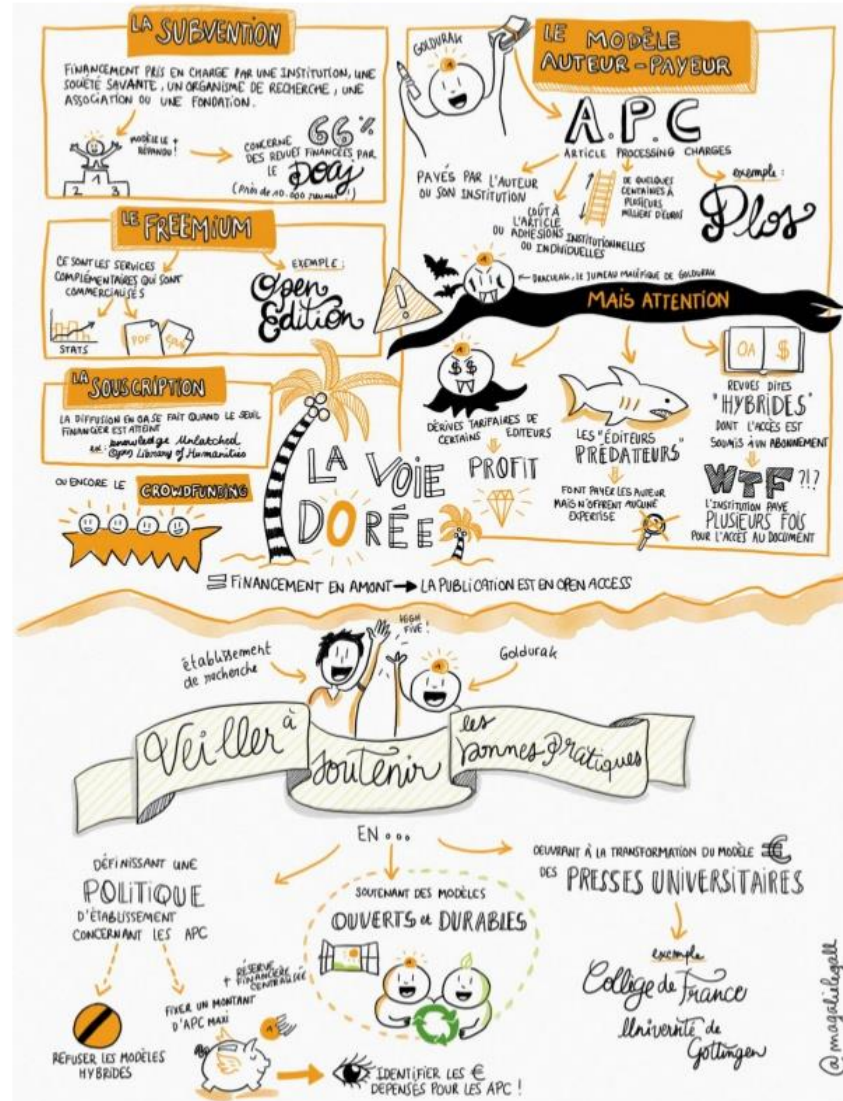 LA SUBVENTION
FINANCEMENT PRIS EN CHARGE PAR UNE INSTITUTION, UNE
SOCIÉTÉ SAVANTE, UN ORGANISME DE RECHERCHE, UNE
ASSOCIATION OU UNE FONDATION.
MODÈLE LE +
RÉPANDU !
2 1 3
CONCERNE 66%
DES REVUES FINANCÉES PAR
LE DOAJ
(Près de 10.000 revues !)
LE FREEMIUM
CE SONT LES SERVICES
COMPLÉMENTAIRES QUI SONT
COMMERCIALISÉS
STATS
PDF
epub
EXEMPLE :
Open
Edition
LA SOUSCRIPTION
LA DIFFUSION EN OA SE FAIT QUAND LE SEUIL
FINANCIER EST ATTEINT
ex: Knowledge Unlatched
Open Library of Humanities
OU ENCORE LE CROWDFUNDING
GOLDURAK
LE MODÈLE
AUTEUR-PAYEUR
A.P.C
ARTICLE PROCESSING CHARGES
PAYÉS PAR L'AUTEUR
OU SON INSTITUTION
COÛT À
L'ARTICLE
OU ADHÉSIONS INSTITUTIONNELLES
OU INDIVIDUELLES
DE QUELQUES
CENTAINES À
PLUSIEURS
MILLIERS D'EUROS
exemple :
Plos
DRACULAK, LE JUMEAU MALÉFIQUE DE GOLDURAK
!
MAIS ATTENTION
$ $
DÉRIVES TARIFAIRES DE
CERTAINS EDITEURS
PROFIT
LES "ÉDITEURS
PRÉDATEURS"
FONT PAYER LES AUTEUR
MAIS N'OFFRENT AUCUNE
EXPERTISE
OA $
REVUES DITES
"HYBRIDES"
DONT L'ACCÈS EST
SOUMIS À UN ABONNEMENT
WTF ?!?
L'INSTITUTION PAYE
PLUSIEURS FOIS
POUR L'ACCÈS AU DOCUMENT
LA VOIE
DORÉE
= FINANCEMENT EN AMONT → LA PUBLICATION EST EN OPEN ACCESS
établissement
de recherche
HIGH
FIVE !
Goldurak
Veiller à
soutenir
les
bonnes Pratiques
EN...
DÉFINISSANT UNE
POLITIQUE
D'ÉTABLISSEMENT
CONCERNANT LES APC
REFUSER LES MODÈLES
HYBRIDES
FIXER UN MONTANT
D'APC MAXI
+ RÉSERVE
FINANCIÈRE
CENTRALISÉE
IDENTIFIER LES €
DEPENSÉS POUR LES APC !
SOUTENANT DES MODÈLES
OUVERTS et DURABLES
OEUVRANT À LA TRANSFORMATION DU MODÈLE €
DES PRESSES UNIVERSITAIRES
exemple
Collège de France
Université de
Gottingen
@magalielegall